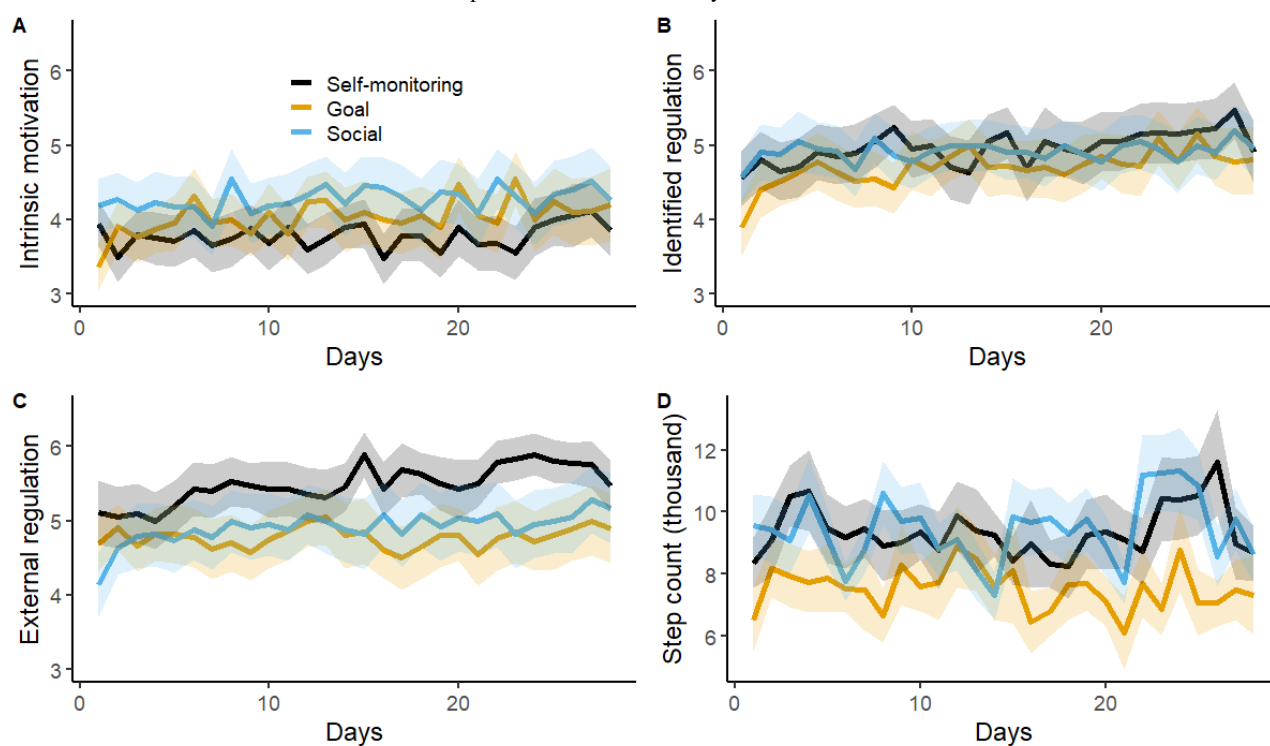 A
Intrinsic motivation
6
5
4
3
0
10
20
Days
Self-monitoring
Goal
Social
B
Identified regulation
6
5
4
3
0
10
20
Days
C
External regulation
6
5
4
3
0
10
20
Days
D
Step count (thousand)
12
10
8
6
0
10
20
Days